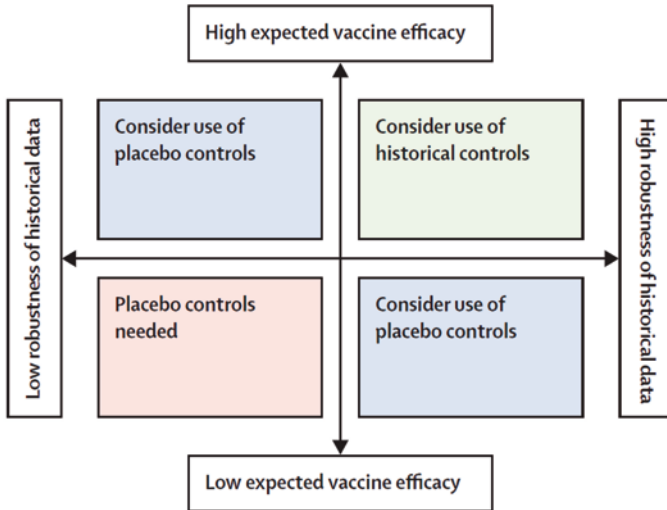 High expected vaccine efficacy
Low robustness of historical data
Consider use of
placebo controls
Consider use of
historical controls
High robustness of historical data
Placebo controls
needed
Consider use of
placebo controls
Low expected vaccine efficacy